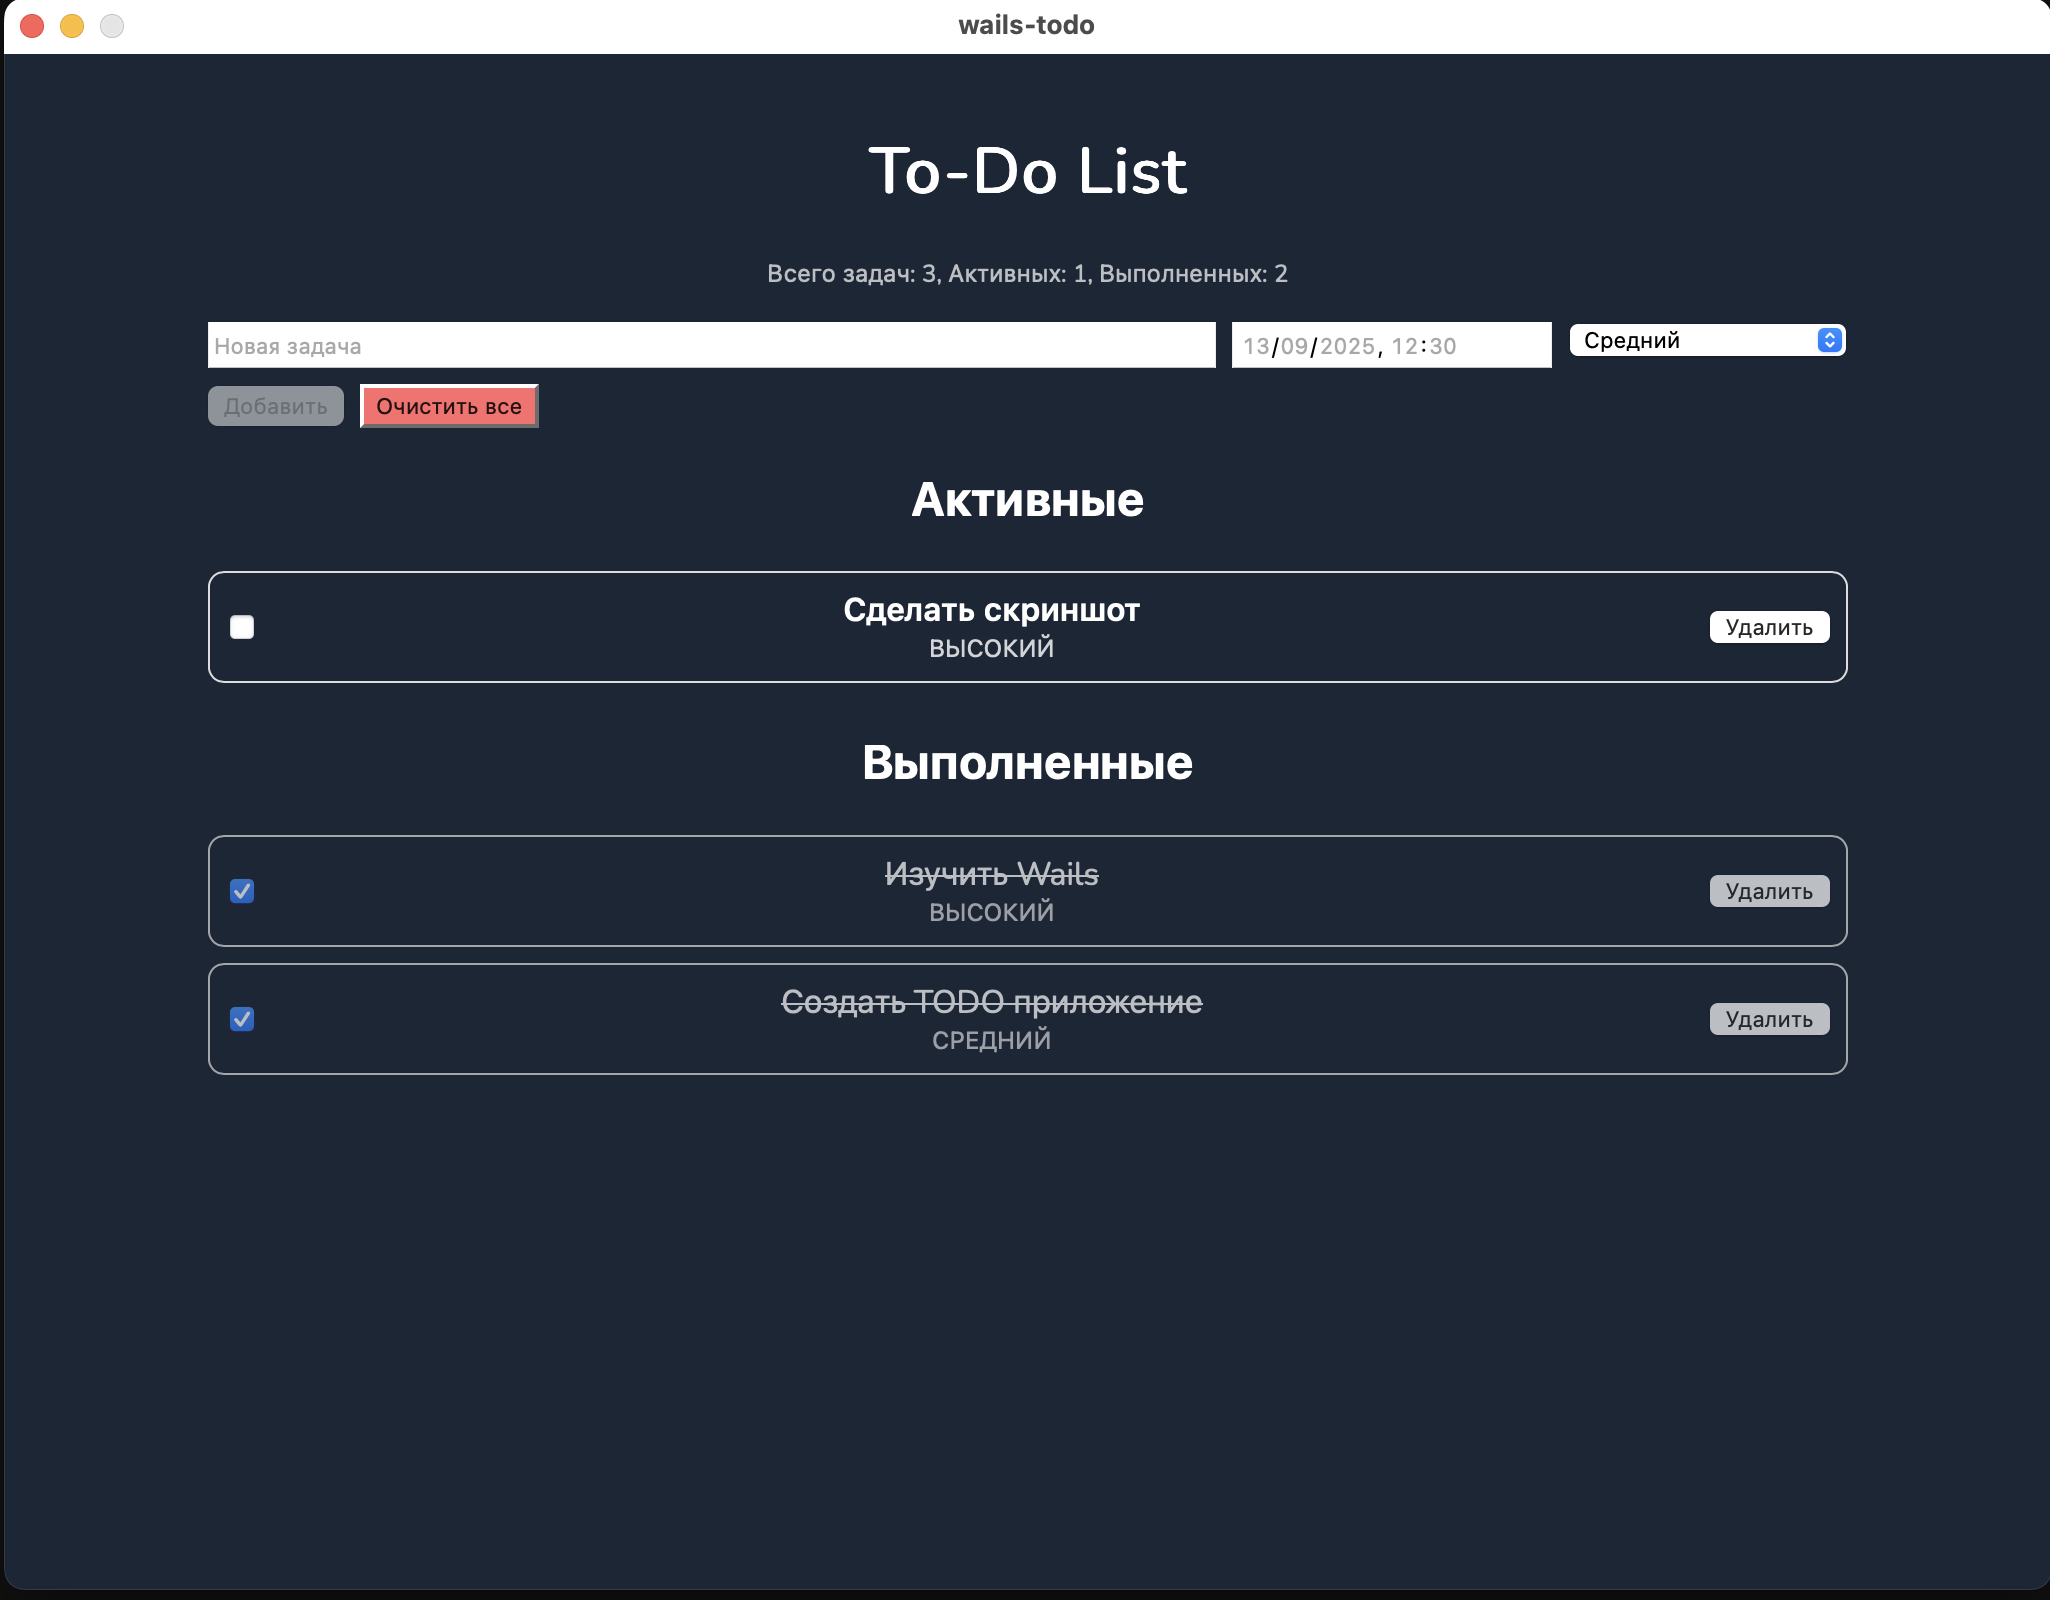 wails-todo
To-Do List
Всего задач: 3, Активных: 1, Выполненных: 2
Новая задача
13/09/2025, 12:30
Средний
Добавить
Очистить все
Активные
Сделать скриншот
ВЫСОКИЙ
Удалить
Выполненные
Изучить Wails
ВЫСОКИЙ
Удалить
Создать TODO приложение
СРЕДНИЙ
Удалить